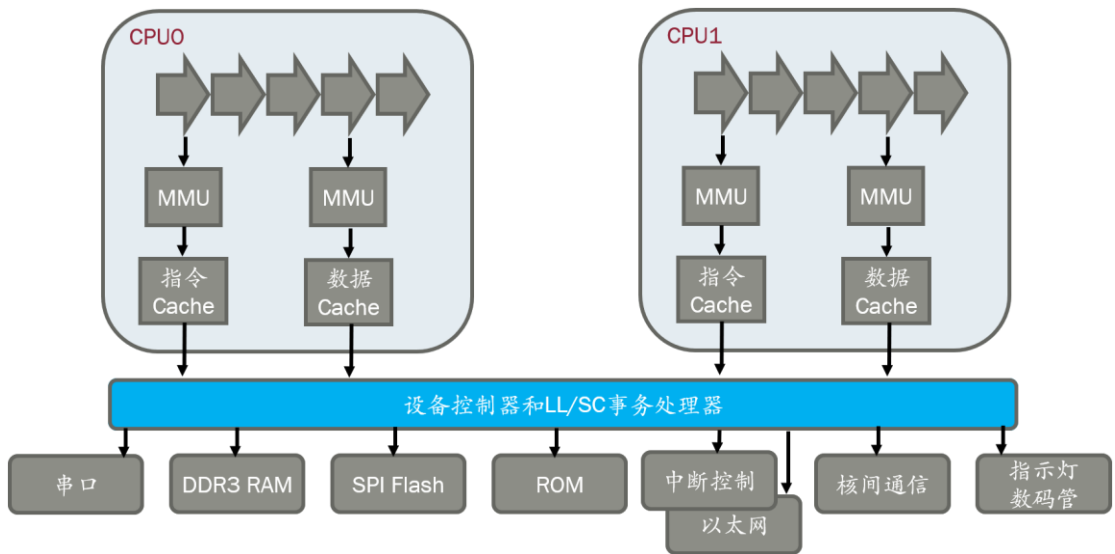 CPU0
CPU1
MMU
MMU
MMU
MMU
指令
Cache
数据
Cache
指令
Cache
数据
Cache
设备控制器和LL/SC事务处理器
串口
DDR3 RAM
SPI Flash
ROM
中断控制
以太网
核间通信
指示灯
数码管